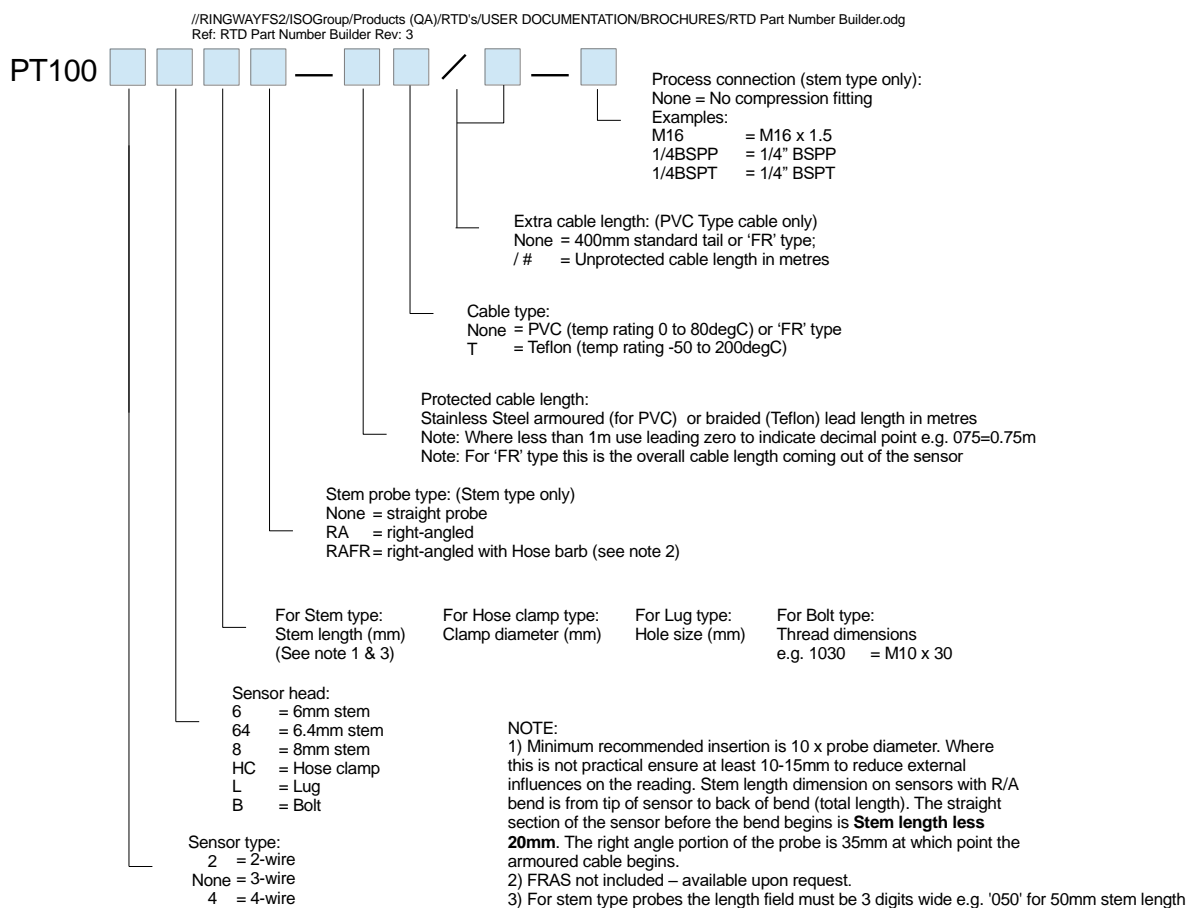 //RINGWAYFS2/ISOGroup/Products (QA)/RTD's/USER DOCUMENTATION/BROCHURES/RTD Part Number Builder.odg
Ref: RTD Part Number Builder Rev: 3
PT100
Process connection (stem type only):
None = No compression fitting
Examples:
M16 = M16 x 1.5
1/4BSPP = 1/4” BSPP
1/4BSPT = 1/4” BSPT
Extra cable length: (PVC Type cable only)
None = 400mm standard tail or ‘FR’ type;
/ # = Unprotected cable length in metres
Cable type:
None = PVC (temp rating 0 to 80degC) or ‘FR’ type
T = Teflon (temp rating -50 to 200degC)
Protected cable length:
Stainless Steel armoured (for PVC) or braided (Teflon) lead length in metres
Note: Where less than 1m use leading zero to indicate decimal point e.g. 075=0.75m
Note: For ‘FR’ type this is the overall cable length coming out of the sensor
Stem probe type: (Stem type only)
None = straight probe
RA = right-angled
RAFR= right-angled with Hose barb (see note 2)
For Stem type:
Stem length (mm)
(See note 1 & 3)
For Hose clamp type:
Clamp diameter (mm)
For Lug type:
Hole size (mm)
For Bolt type:
Thread dimensions
e.g. 1030 = M10 x 30
Sensor head:
6 = 6mm stem
64 = 6.4mm stem
8 = 8mm stem
HC = Hose clamp
L = Lug
B = Bolt
Sensor type:
2 = 2-wire
None = 3-wire
4 = 4-wire
NOTE:
1) Minimum recommended insertion is 10 x probe diameter. Where
this is not practical ensure at least 10-15mm to reduce external
influences on the reading. Stem length dimension on sensors with R/A
bend is from tip of sensor to back of bend (total length). The straight
section of the sensor before the bend begins is Stem length less
20mm. The right angle portion of the probe is 35mm at which point the
armoured cable begins.
2) FRAS not included – available upon request.
3) For stem type probes the length field must be 3 digits wide e.g. '050' for 50mm stem length